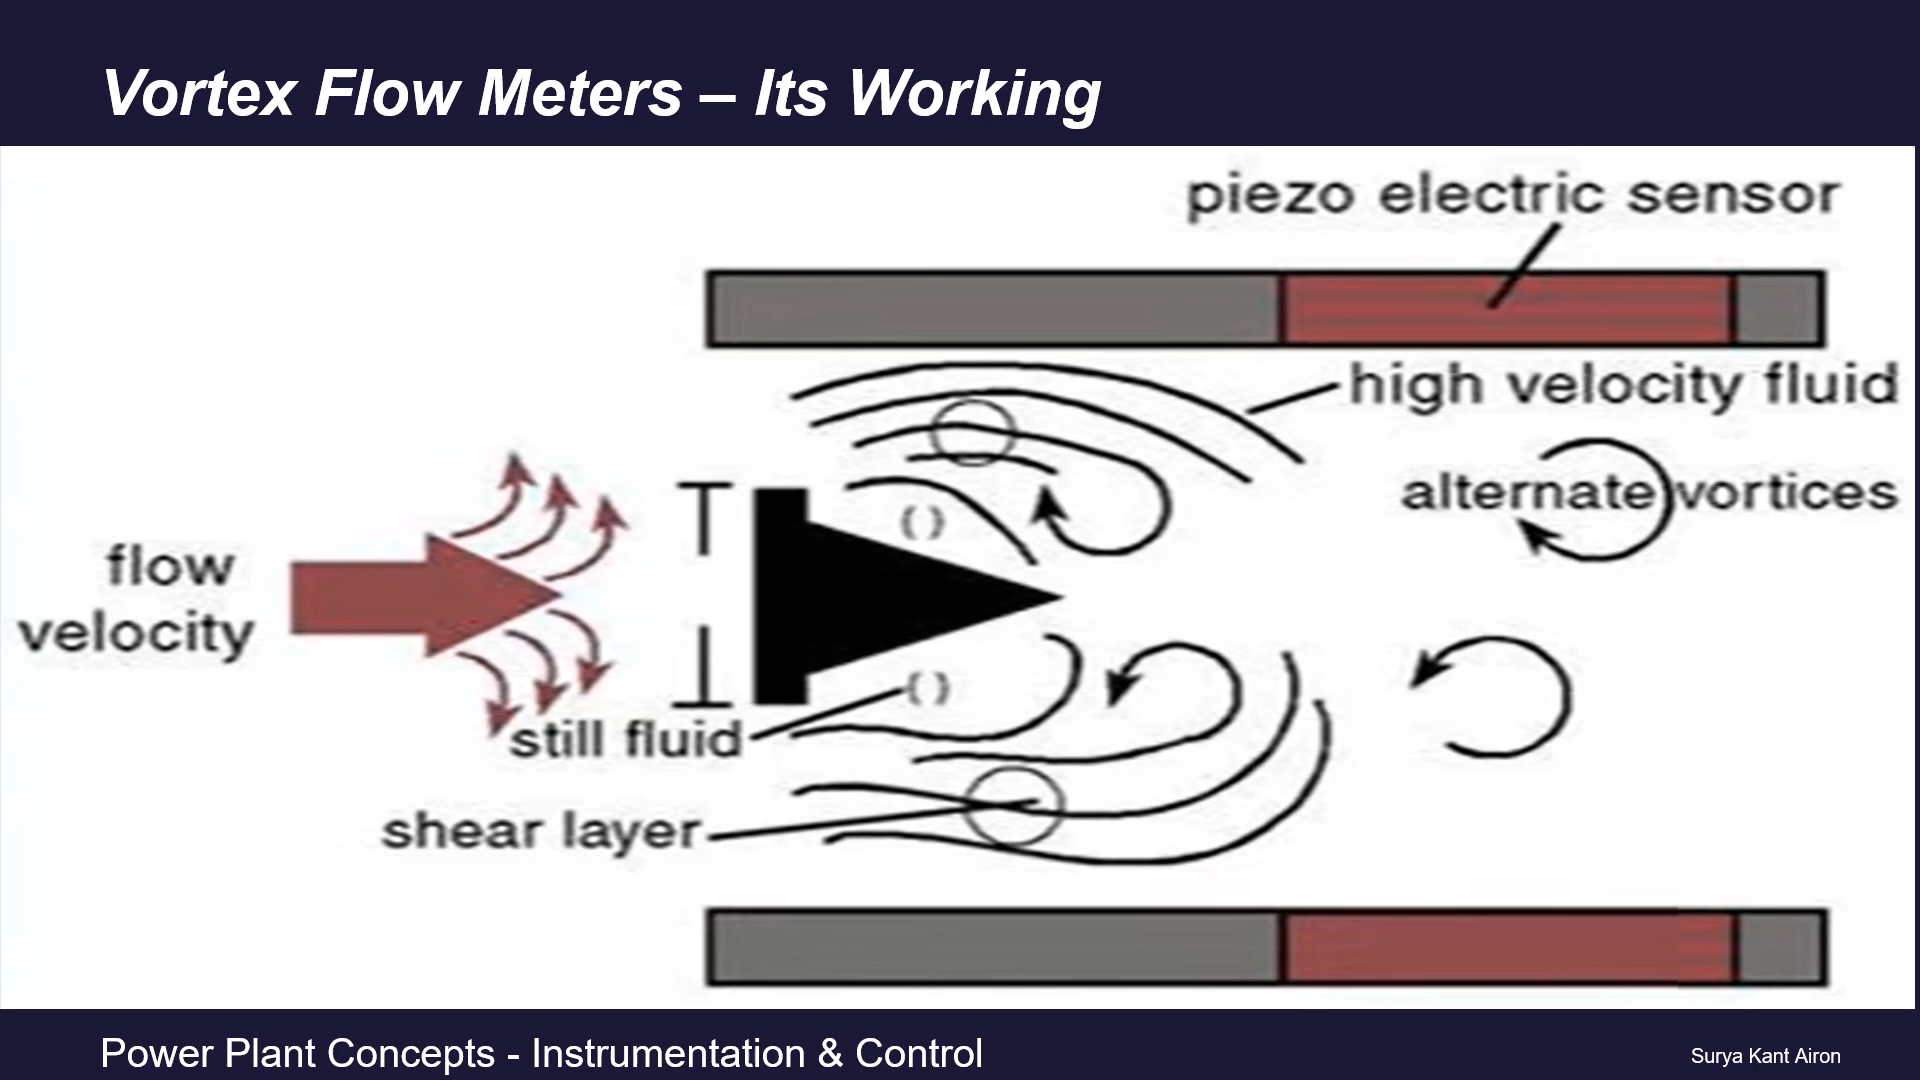 Vortex Flow Meters – Its Working
piezo electric sensor
high velocity fluid
alternate vortices
flow
velocity
( )
( )
still fluid
shear layer
Power Plant Concepts - Instrumentation & Control
Surya Kant Airon